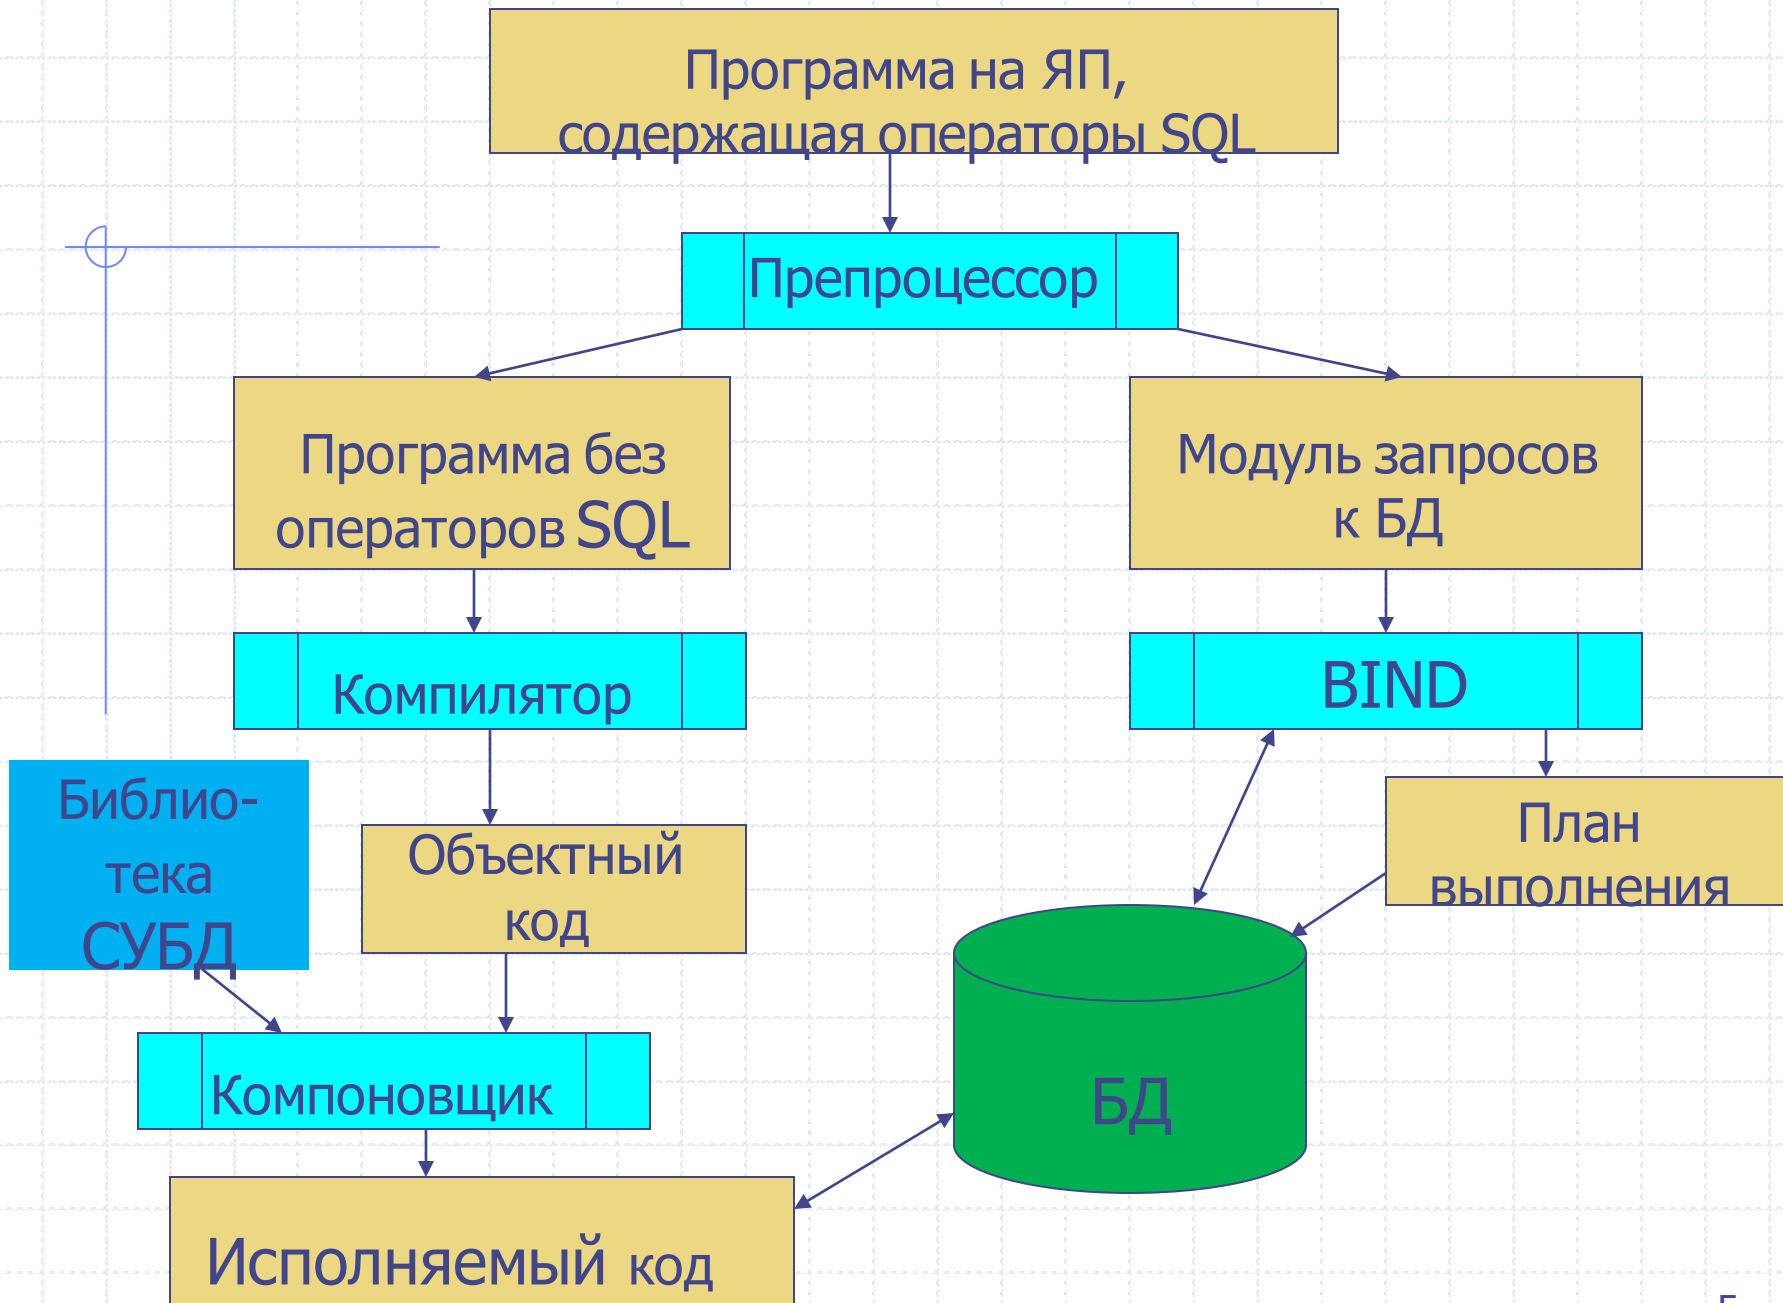 Программа на ЯП,
содержащая операторы SQL
Препроцессор
Программа без
операторов SQL
Модуль запросов
к БД
Компилятор
BIND
Библио-
тека
СУБД
Объектный
код
План
выполнения
Компоновщик
БД
Исполняемый код